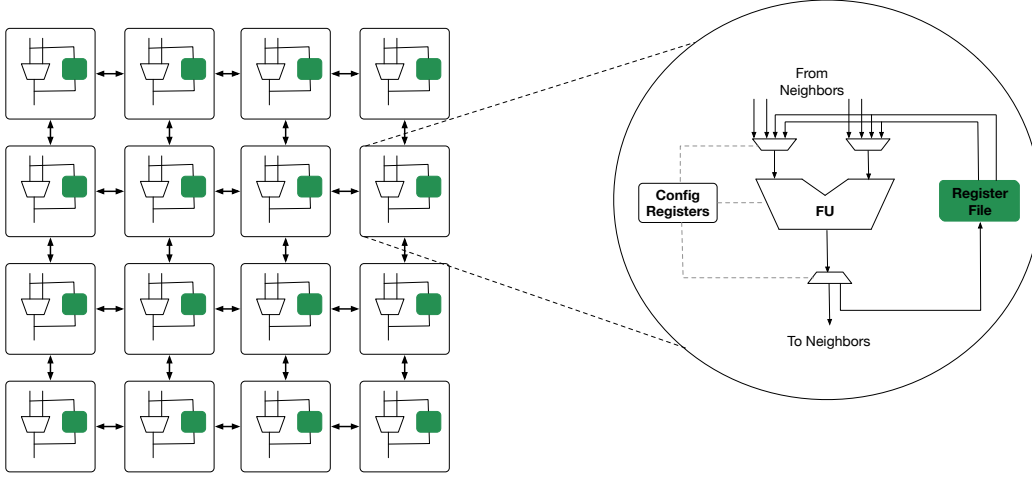 From
Neighbors
Config
Registers
FU
Register
File
To Neighbors